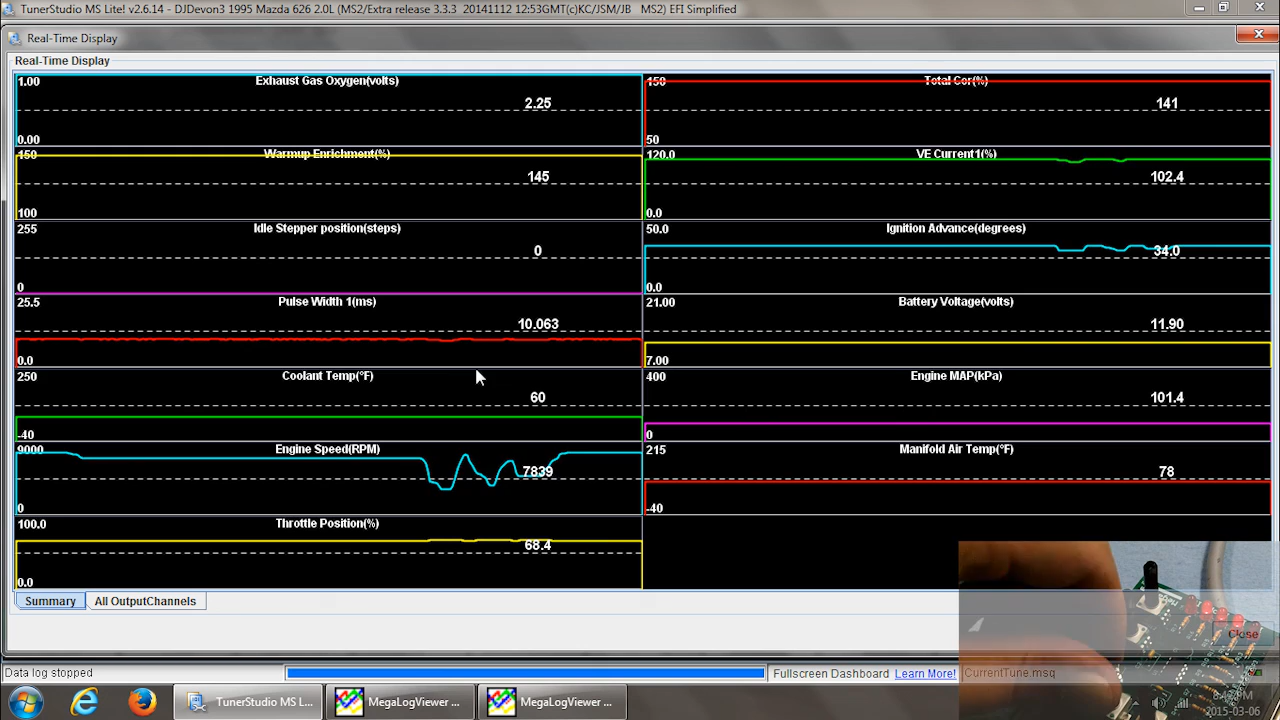 TunerStudio MS Lite! v2.6.14 - DJDevon3 1995 Mazda 626 2.0L (MS2/Extra release 3.3.3 20141112 12:53GMT(c)KC/JSM/JB MS2) EFI Simplified
Real-Time Display
Real-Time Display
1.00 Exhaust Gas Oxygen(volts)
2.25
0.00
150 Warmup Enrichment(%)
145
100
255 Idle Stepper position(steps)
0
0
25.5 Pulse Width 1(ms)
10.063
0.0
250 Coolant Temp(°F)
60
-40
9000 Engine Speed(RPM)
7839
0
100.0 Throttle Position(%)
68.4
0.0
150 Total Cor(%)
141
50
120.0 VE Current1(%)
102.4
0.0
50.0 Ignition Advance(degrees)
34.0
0.0
21.00 Battery Voltage(volts)
11.90
7.00
400 Engine MAP(kPa)
101.4
0
215 Manifold Air Temp(°F)
78
-40
Summary All OutputChannels
Close
Data log stopped Fullscreen Dashboard Learn More! CurrentTune.msq
TunerStudio MS L... MegaLogViewer ... MegaLogViewer ...
2015-03-06